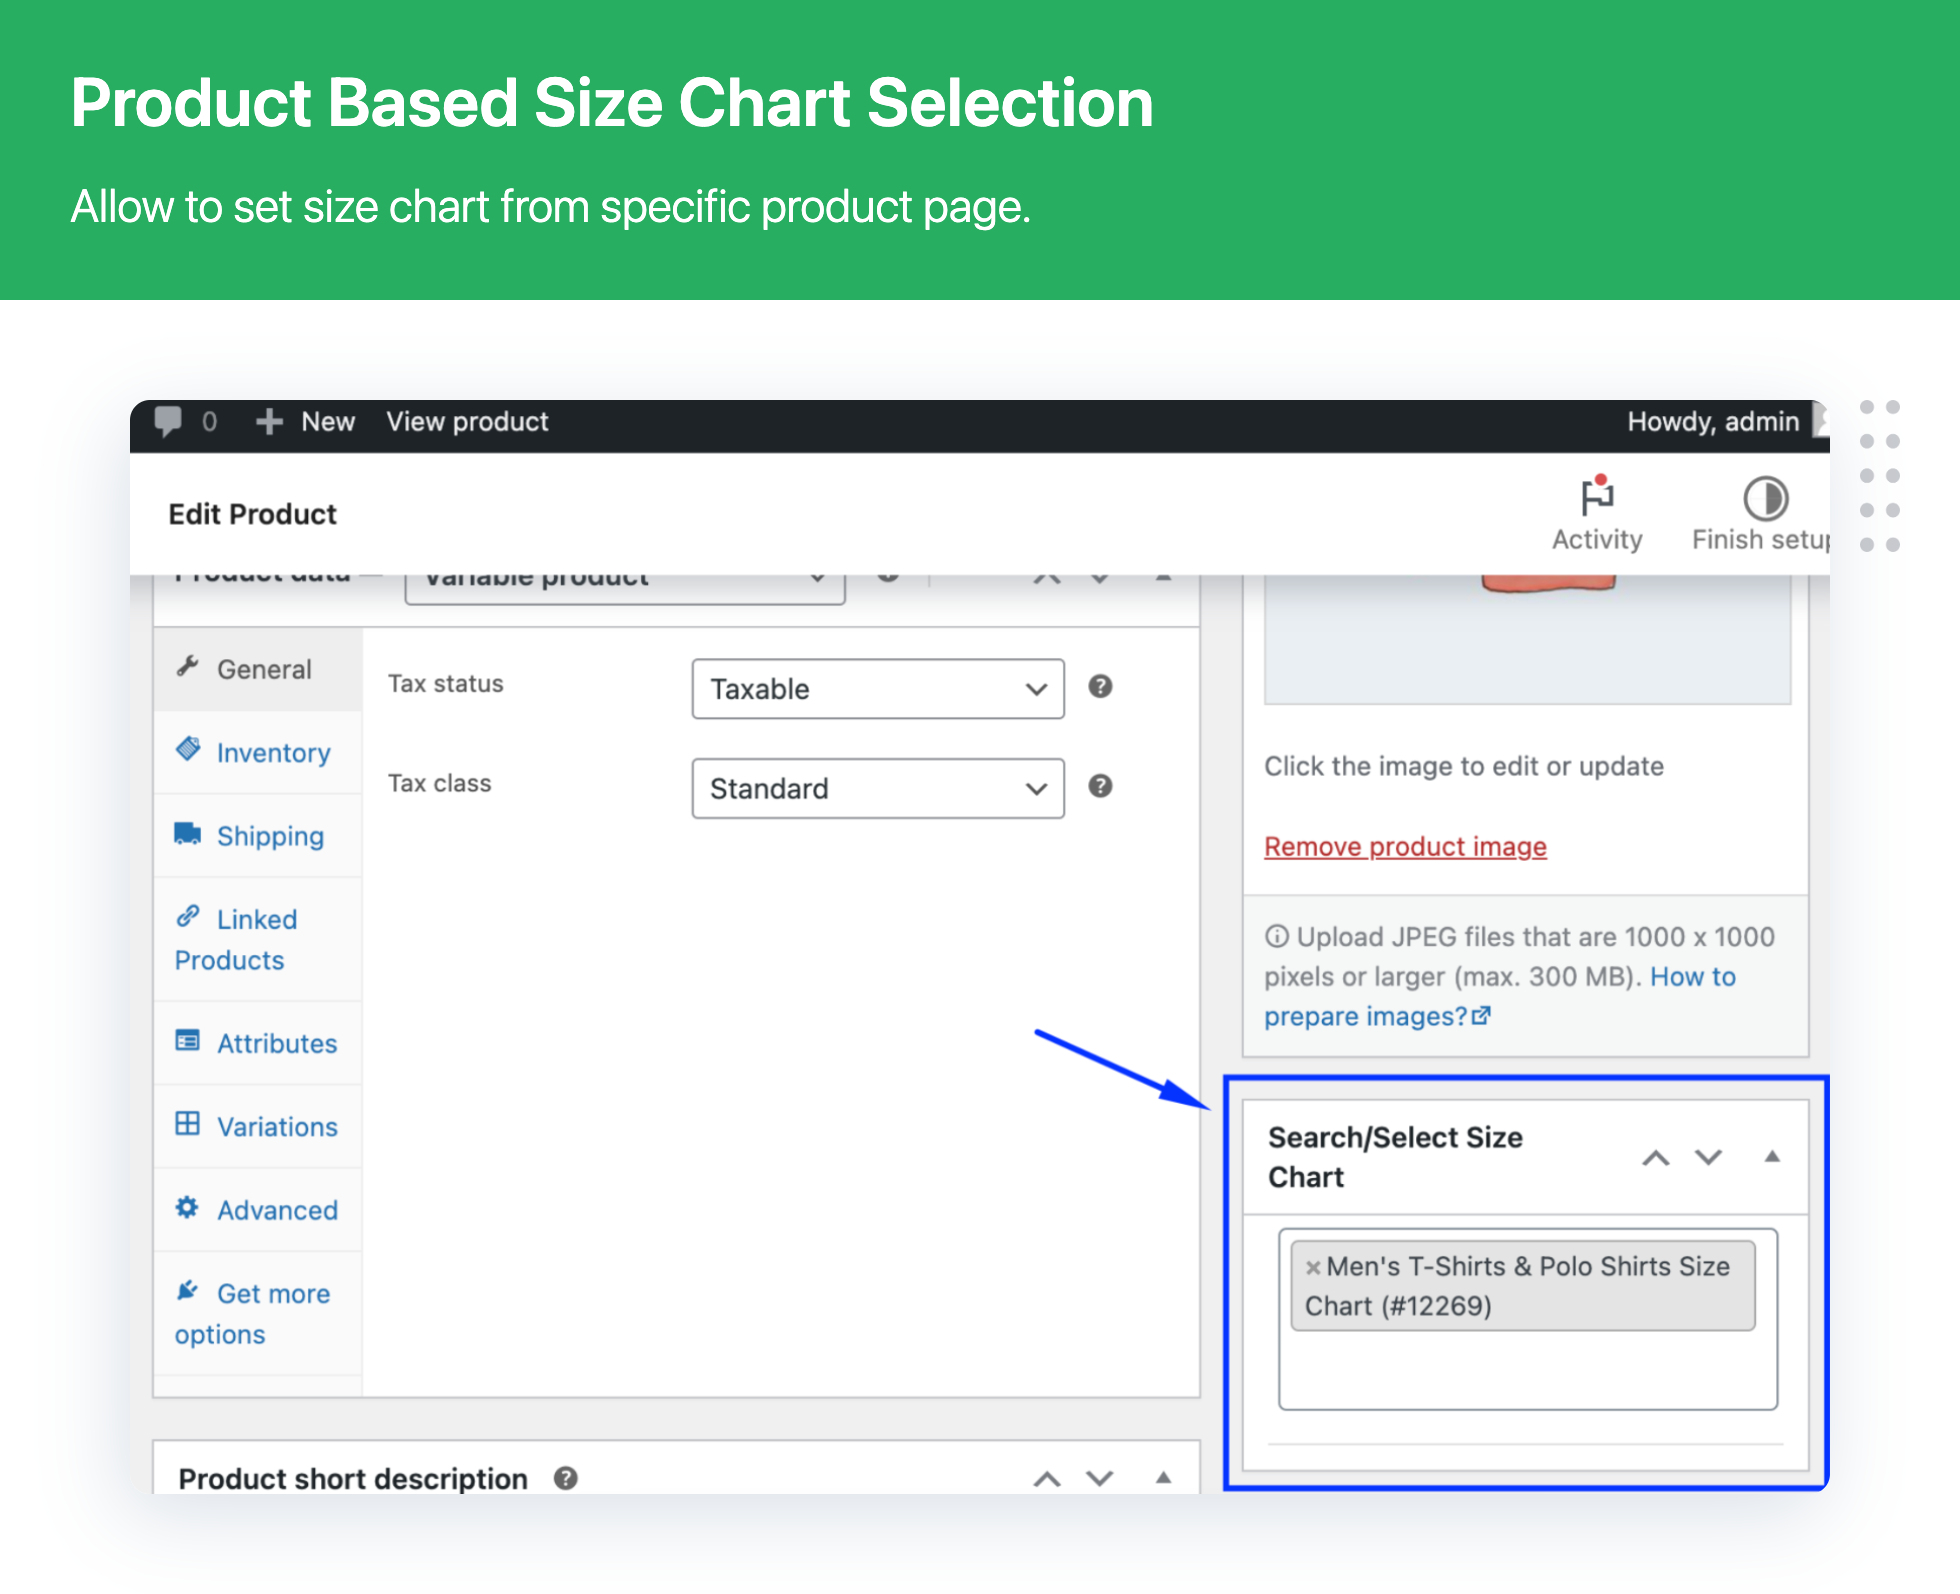 Product Based Size Chart Selection
Allow to set size chart from specific product page.
0 New View product Howdy, admin
Edit Product
Activity
Finish setup
Product data — Variable product
General
Inventory
Shipping
Linked
Products
Attributes
Variations
Advanced
Get more
options
Tax status Taxable
Tax class Standard
Click the image to edit or update
Remove product image
Upload JPEG files that are 1000 x 1000
pixels or larger (max. 300 MB). How to
prepare images?
Search/Select Size
Chart
×Men's T-Shirts & Polo Shirts Size
Chart (#12269)
Product short description